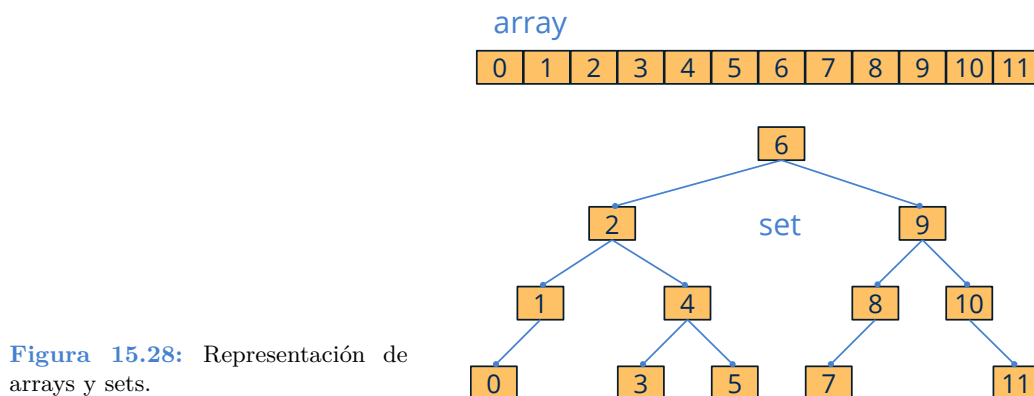 array
0 1 2 3 4 5 6 7 8 9 10 11
6
2 set 9
1 4 8 10
0 3 5 7 11
Figura 15.28: Representación de
arrays y sets.